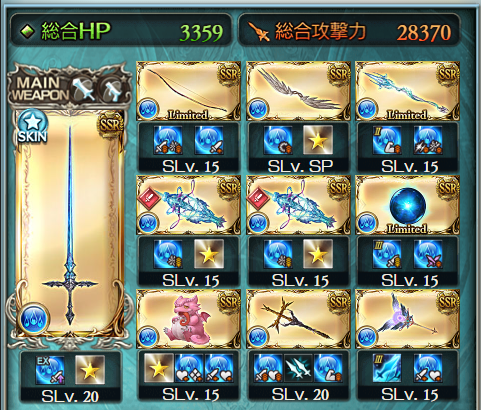 総合HP 3359 総合攻撃力 28370
MAIN WEAPON
SKIN SSR
SSR SSR SSR
Limited Limited
SLv. 15 SLv. SP SLv. 15
SSR SSR
Limited
SLv. 15 SLv. 15 SLv. 15
SSR SSR SSR
EX III
SLv. 20 SLv. 15 SLv. 20 SLv. 15